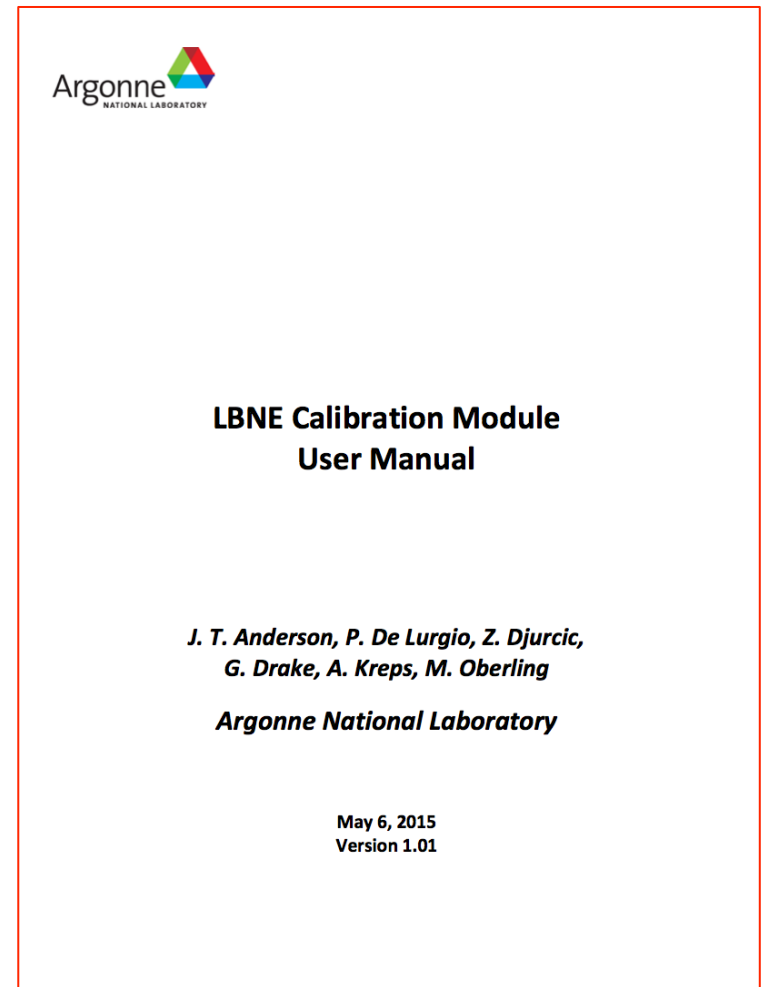 Argonne
NATIONAL LABORATORY
LBNE Calibration Module
User Manual
J. T. Anderson, P. De Lurgio, Z. Djurcic,
G. Drake, A. Kreps, M. Oberling
Argonne National Laboratory
May 6, 2015
Version 1.01